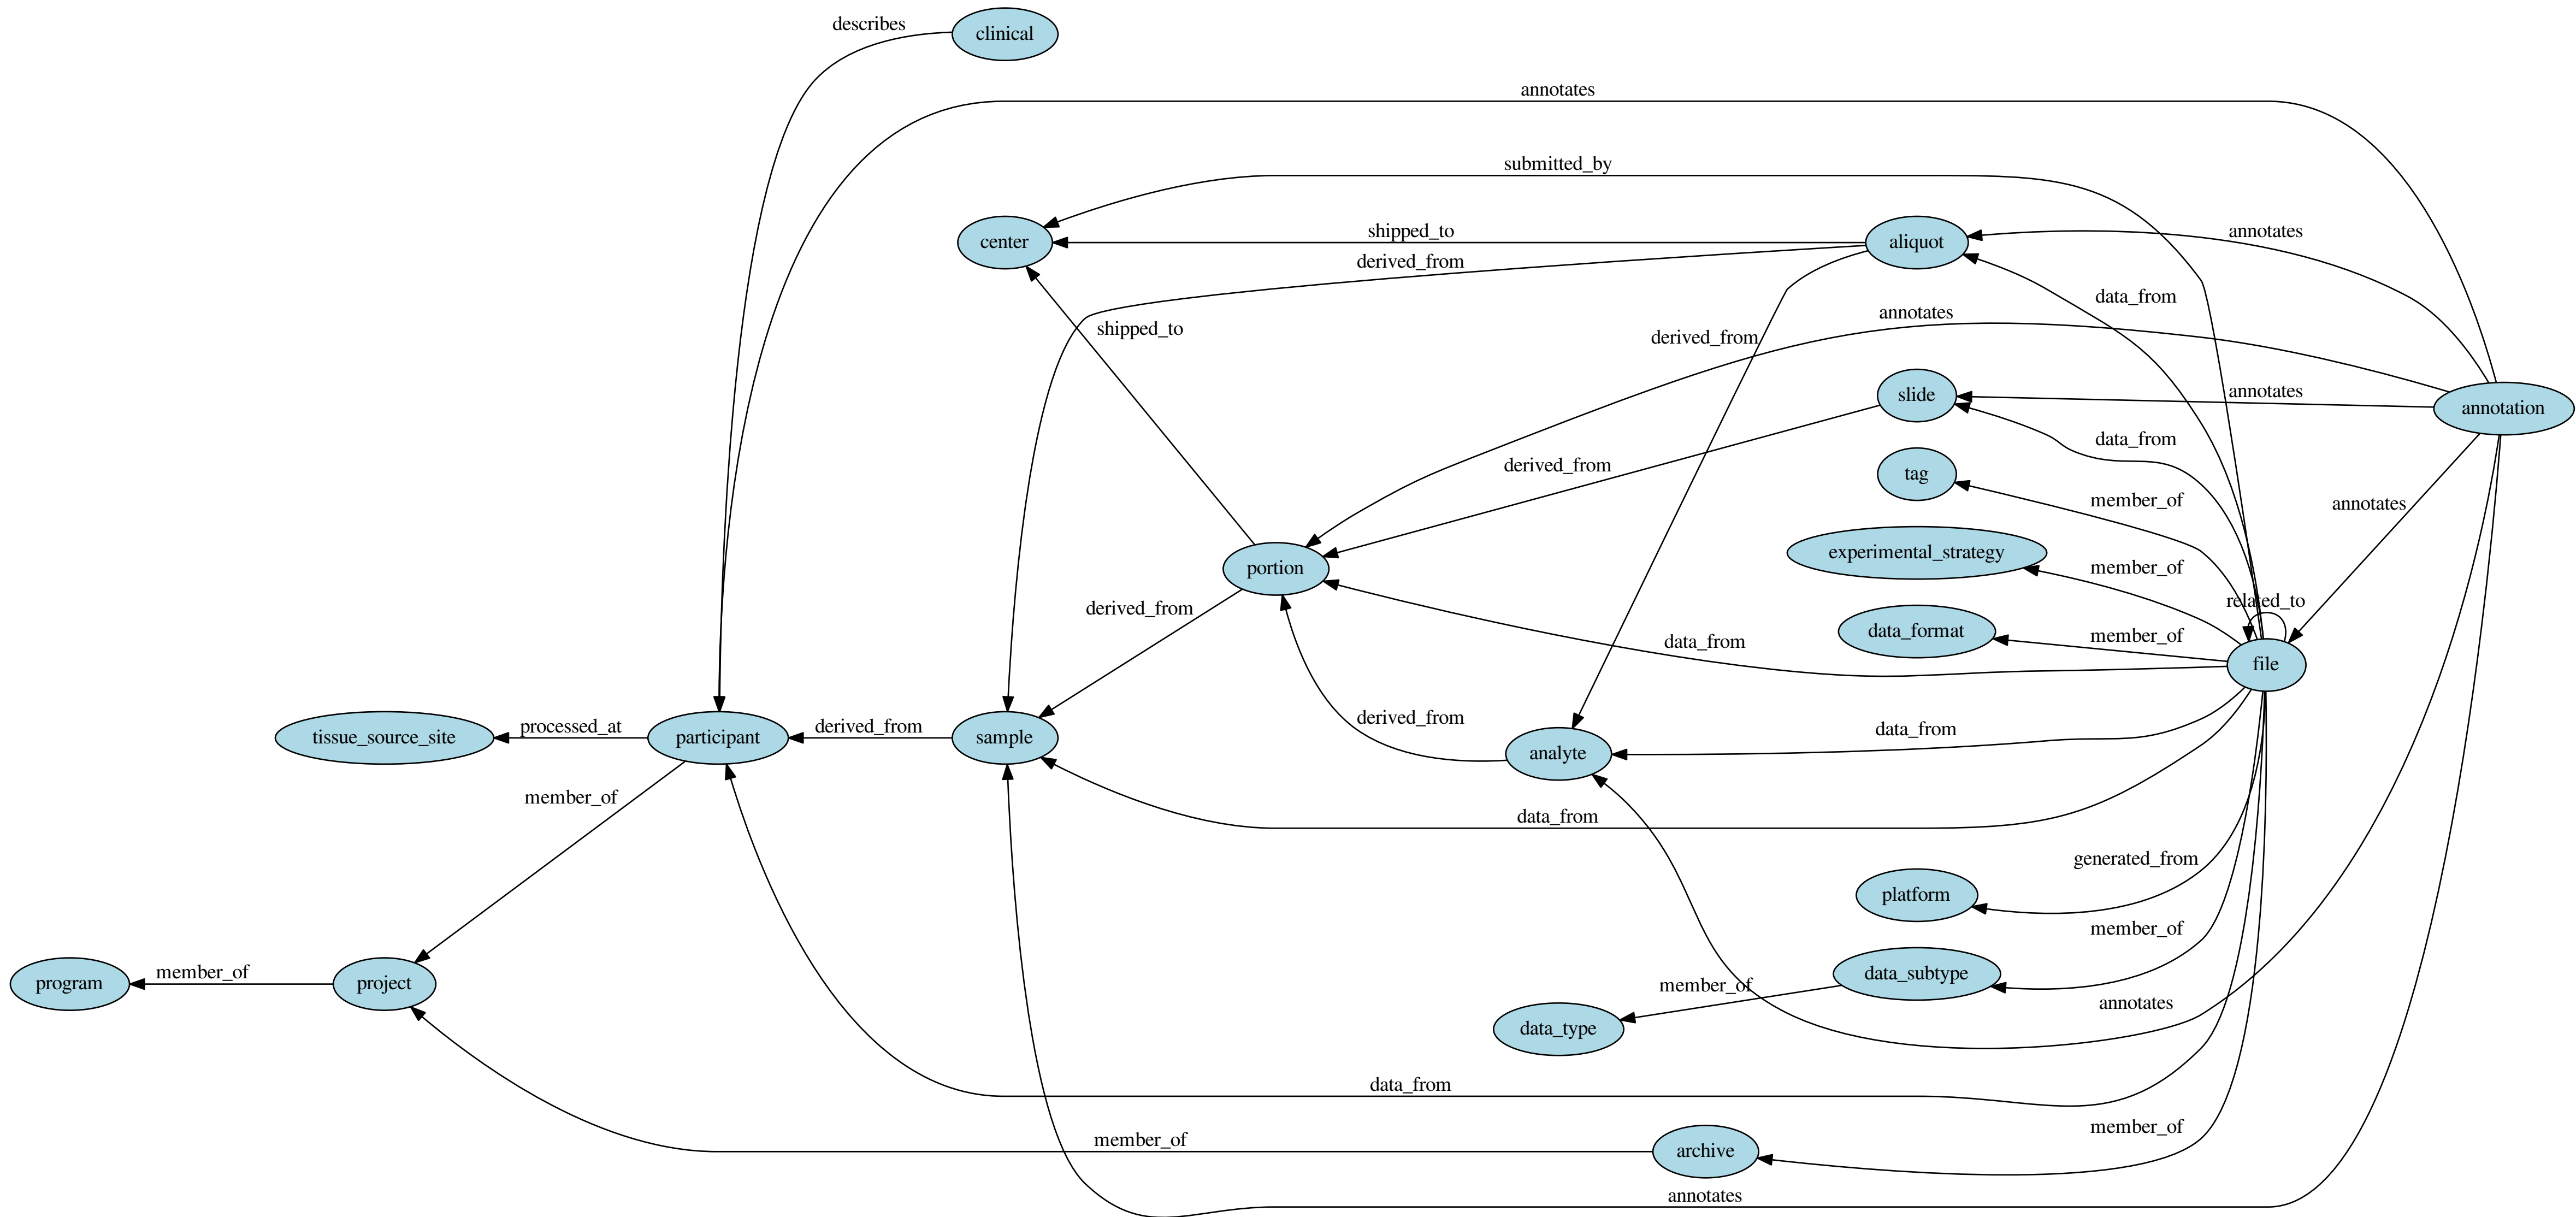 describes
clinical
annotates
submitted_by
center
shipped_to
aliquot
annotates
derived_from
data_from
shipped_to
derived_from
annotates
slide
annotates
annotation
derived_from
data_from
tag
member_of
annotates
experimental_strategy
member_of
portion
related_to
derived_from
data_format
member_of
data_from
file
tissue_source_site
processed_at
participant
derived_from
sample
derived_from
analyte
data_from
member_of
data_from
generated_from
platform
member_of
program
member_of
project
data_subtype
member_of
annotates
data_type
data_from
member_of
member_of
archive
annotates